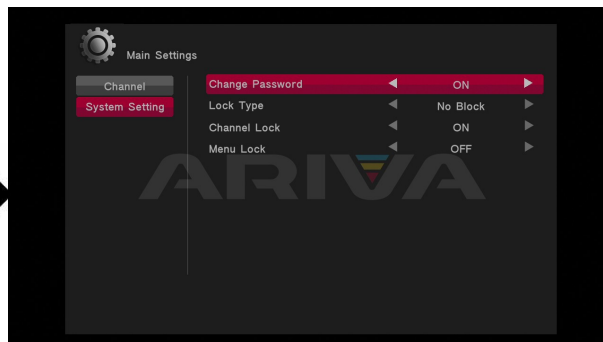 Main Settings
Channel
System Setting
Change Password ON
Lock Type No Block
Channel Lock ON
Menu Lock OFF
ARIVA